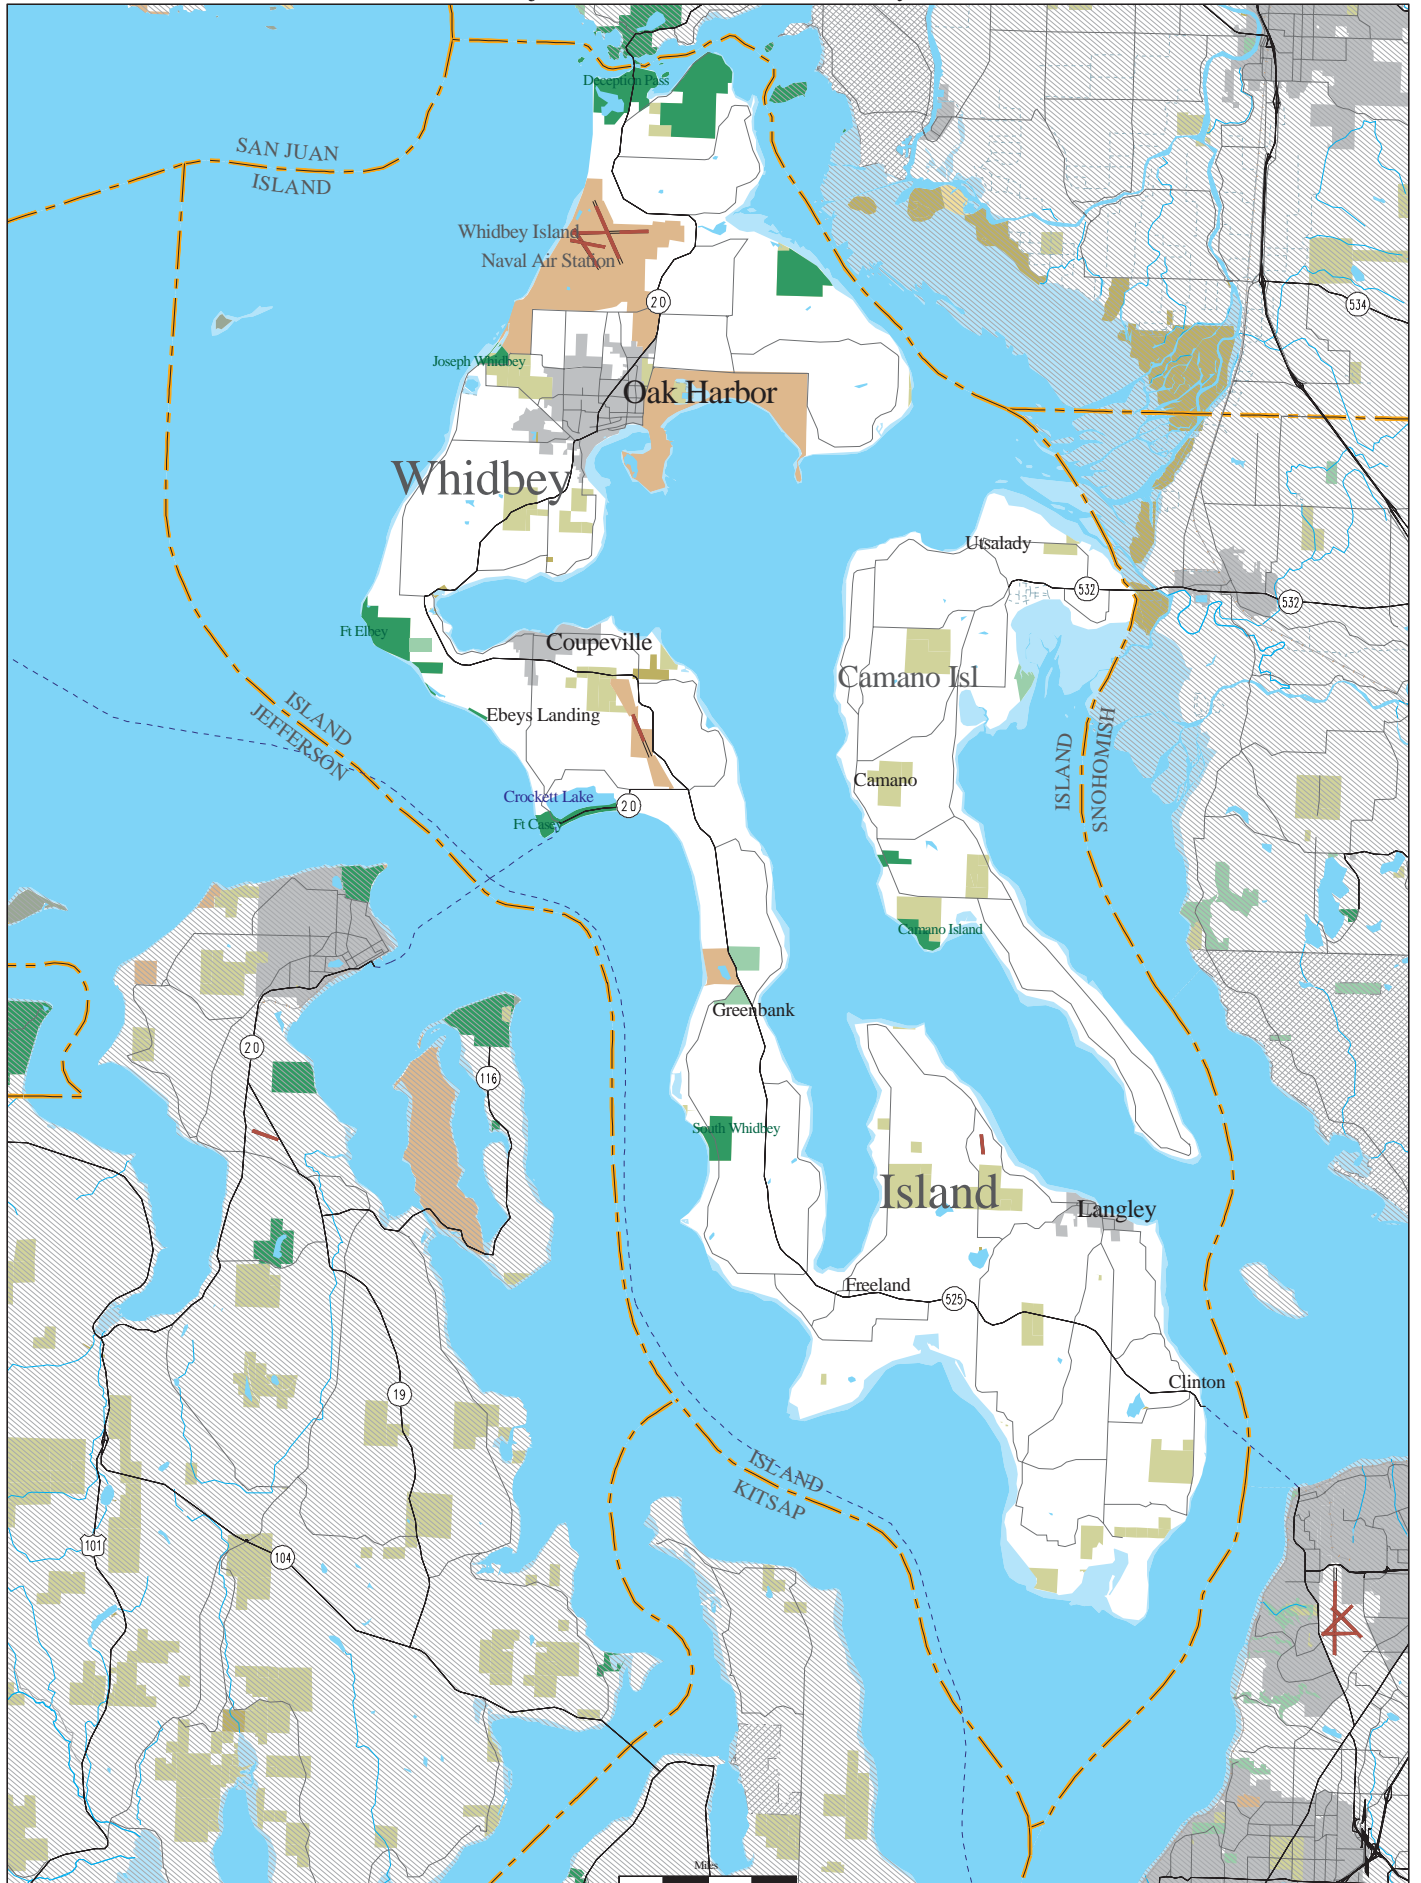 Deception Pass
SAN JUAN
ISLAND
Whidbey Island
Naval Air Station
20
534
Joseph Whidbey
Oak Harbor
Whidbey
Utsalady
532
532
Ft Elbey
Coupeville
Camano Isl
ISLAND
JEFFERSON
Ebeys Landing
ISLAND
SNOHOMISH
Camano
Crockett Lake
20
Ft Casey
Camano Island
Greenbank
20
116
South Whidbey
Island
Langley
Freeland
525
Clinton
19
ISLAND
KITSAP
101
104
Miles